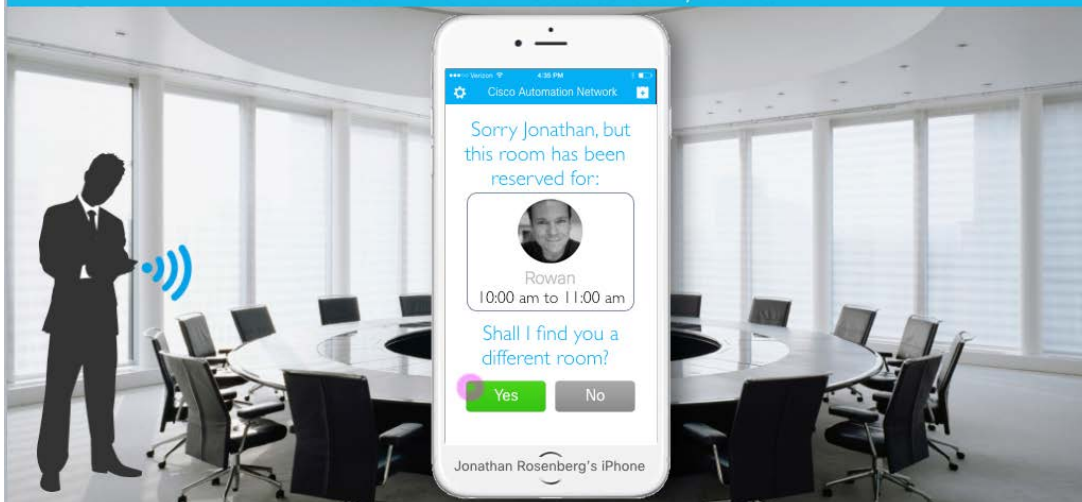 Verizon 4:36 PM
Cisco Automation Network
Sorry Jonathan, but
this room has been
reserved for:
Rowan
10:00 am to 11:00 am
Shall I find you a
different room?
Yes No
Jonathan Rosenberg's iPhone